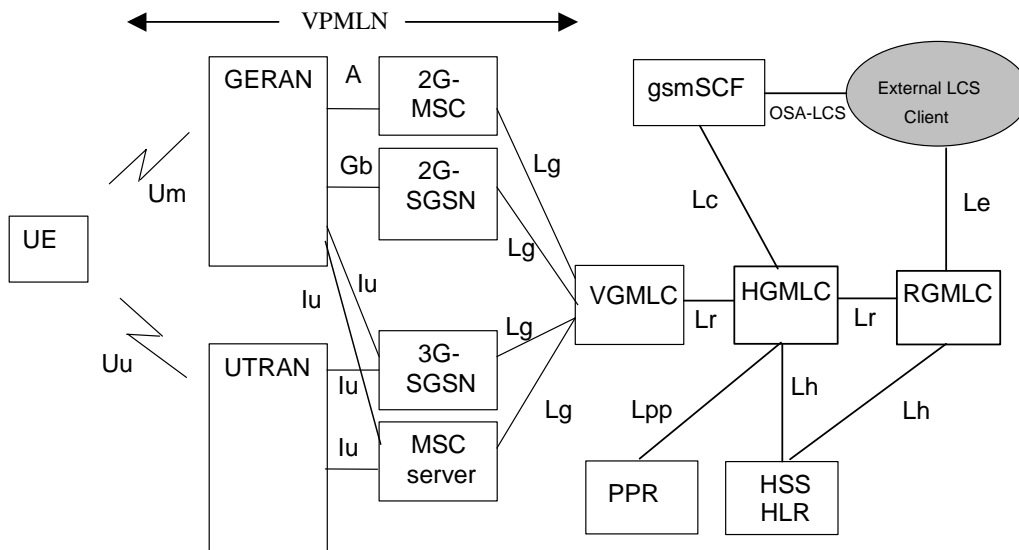 VPMLN
GERAN
A
2G-
MSC
gsmSCF
OSA-LCS
External LCS
Client
Gb
2G-
SGSN
Lg
Um
Lc
Le
UE
Lg
Iu
Iu
VGMLC
Lr
HGMLC
Lr
RGMLC
Lg
Uu
UTRAN
Iu
3G-
SGSN
Lg
Lpp
Lh
Lh
Iu
MSC
server
PPR
HSS
HLR